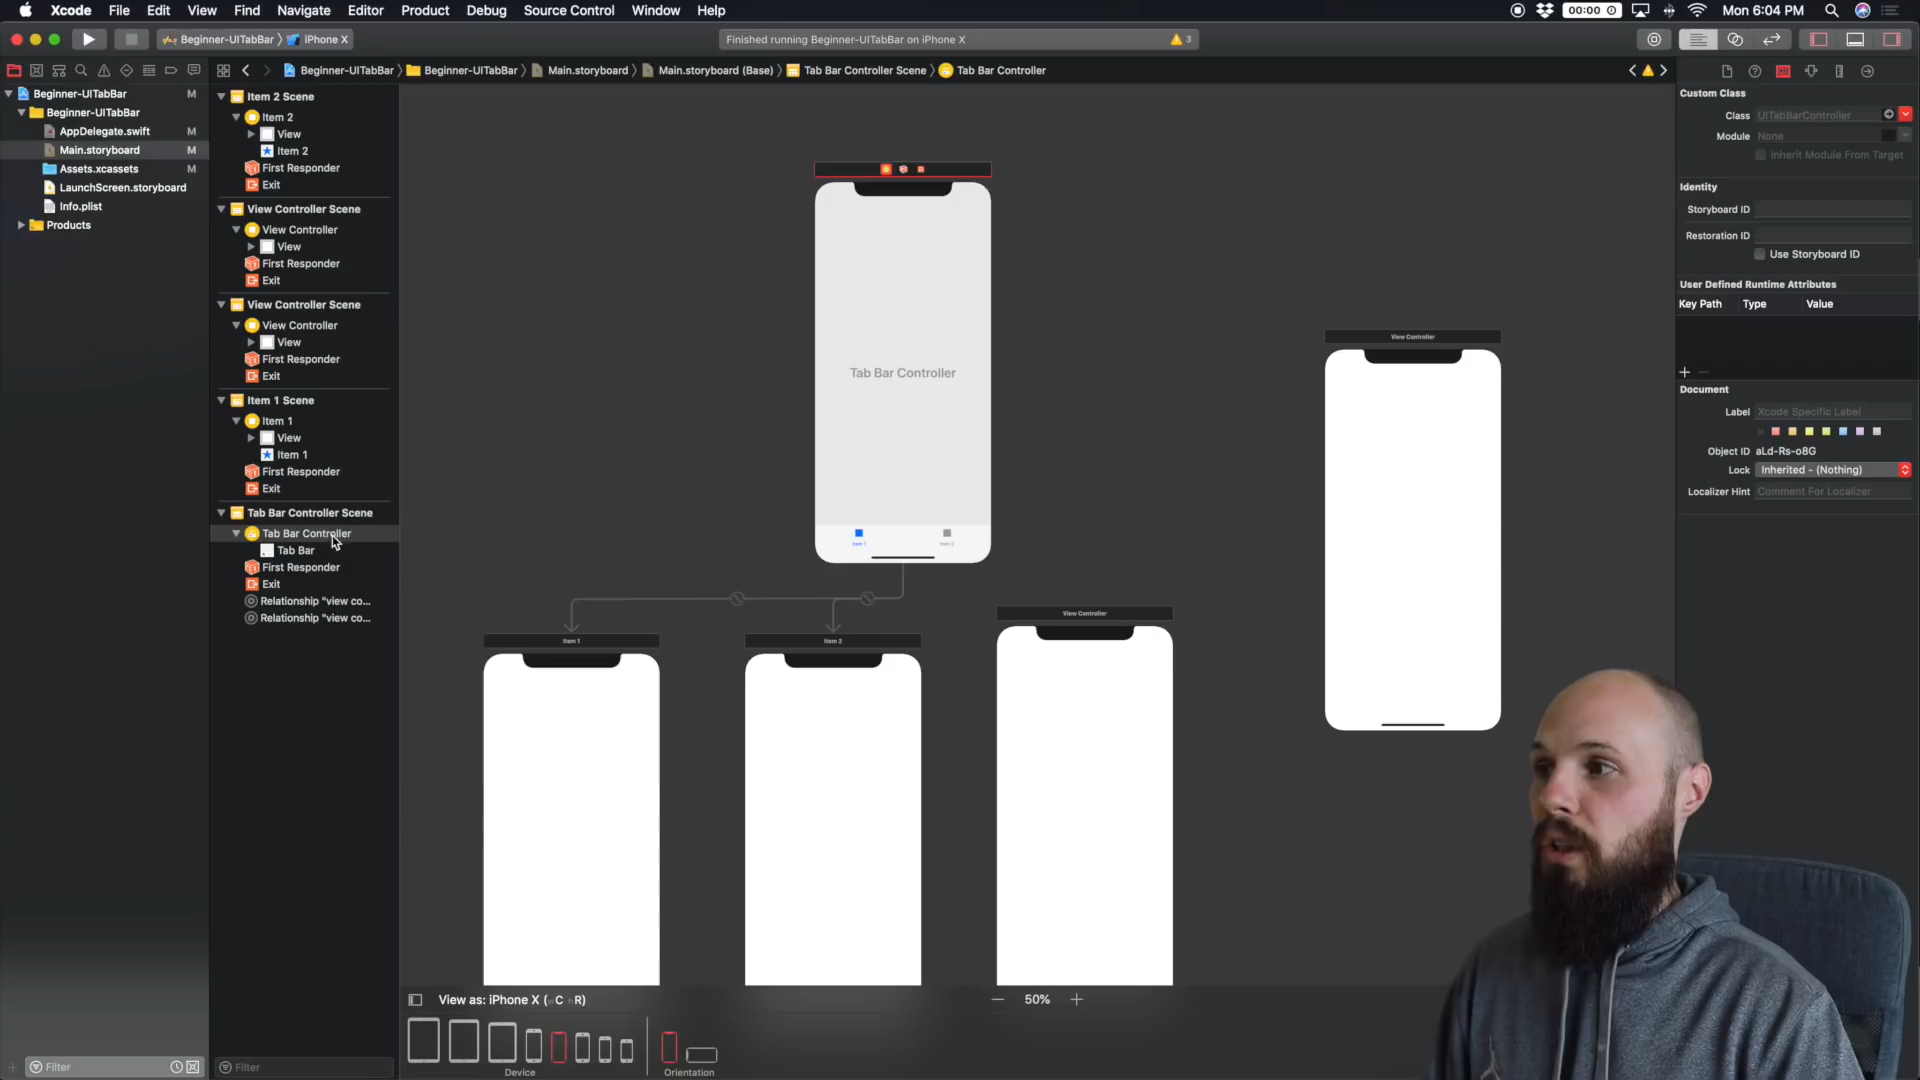 Xcode File Edit View Find Navigate Editor Product Debug Source Control Window Help
00:00
Mon 6:04 PM
Beginner-UITabBar
iPhone X
Finished running Beginner-UITabBar on iPhone X
3
Beginner-UITabBar
Beginner-UITabBar
Main.storyboard
Main.storyboard (Base)
Tab Bar Controller Scene
Tab Bar Controller
Beginner-UITabBar M
Beginner-UITabBar
AppDelegate.swift M
Main.storyboard M
Assets.xcassets M
LaunchScreen.storyboard
Info.plist
Products
Filter
Item 2 Scene
Item 2
View
Item 2
First Responder
Exit
View Controller Scene
View Controller
View
First Responder
Exit
View Controller Scene
View Controller
View
First Responder
Exit
Item 1 Scene
Item 1
View
Item 1
First Responder
Exit
Tab Bar Controller Scene
Tab Bar Controller
Tab Bar
First Responder
Exit
Relationship "view co...
Relationship "view co...
Filter
Tab Bar Controller
Item 1
Item 2
Item 1
Item 2
View Controller
View Controller
View as: iPhone X (wC hR)
50%
Device
Orientation
Custom Class
Class UITabBarController
Module None
Inherit Module From Target
Identity
Storyboard ID
Restoration ID
Use Storyboard ID
User Defined Runtime Attributes
Key Path Type Value
Document
Label Xcode Specific Label
Object ID aLd-Rs-o8G
Lock Inherited - (Nothing)
Localizer Hint Comment For Localizer